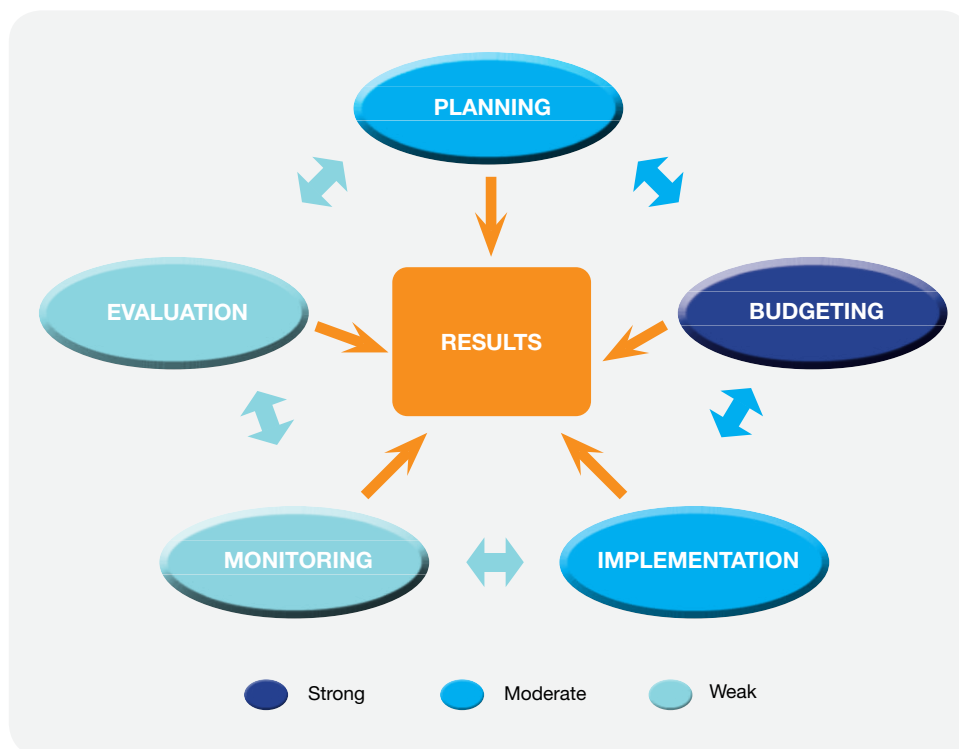 PLANNING
EVALUATION
BUDGETING
RESULTS
MONITORING
IMPLEMENTATION
Strong
Moderate
Weak